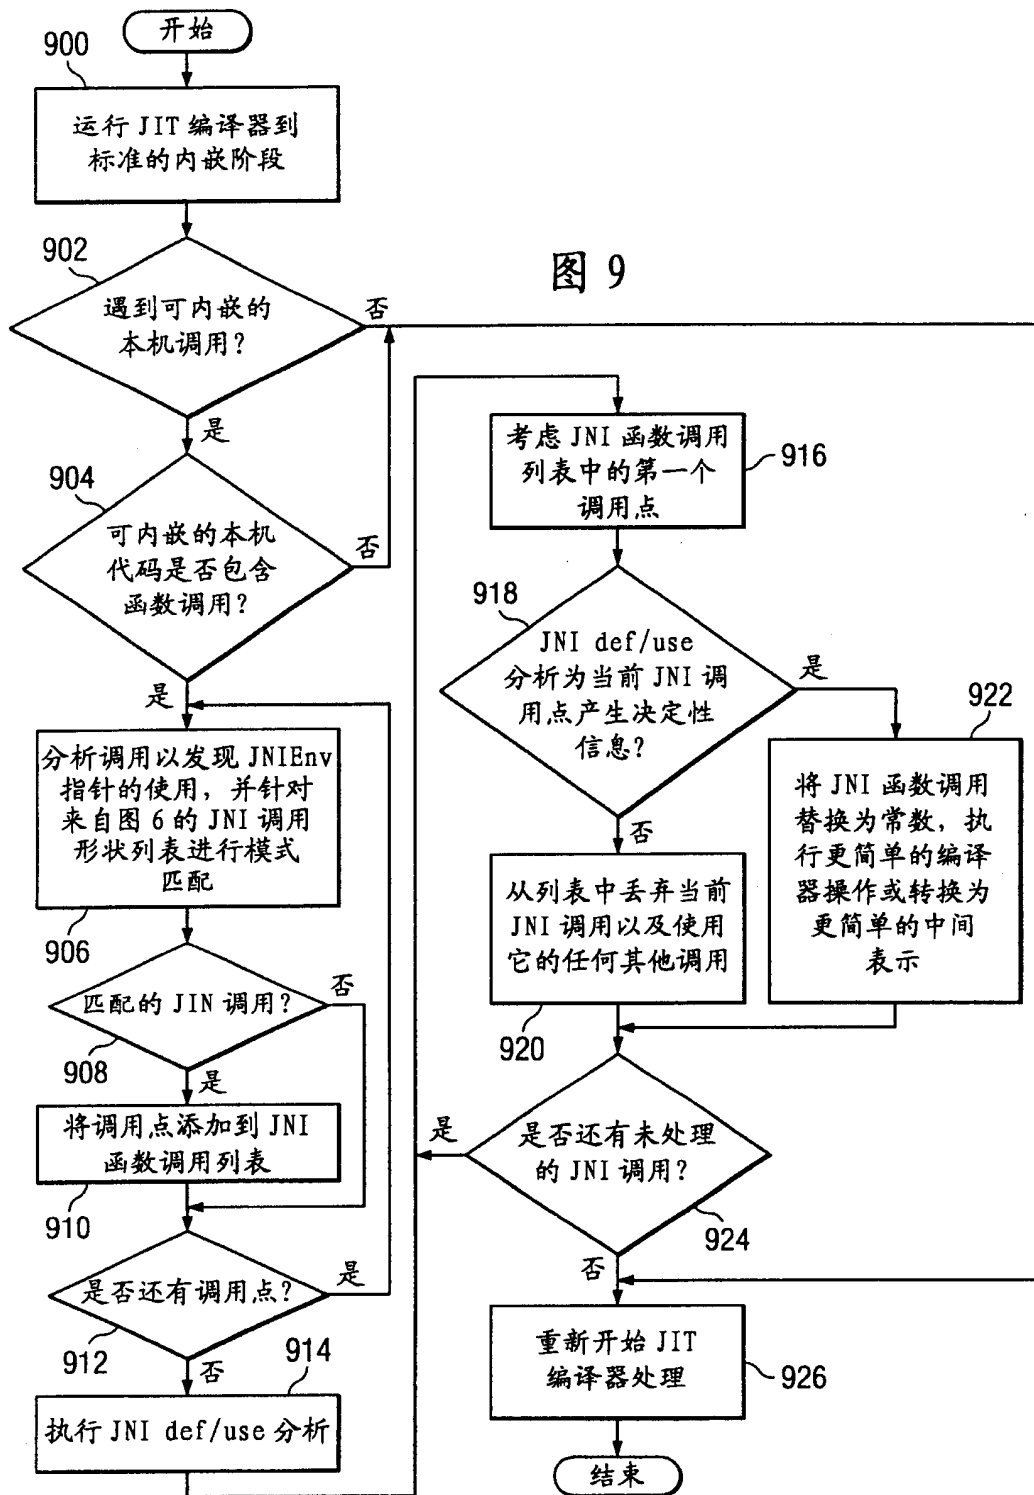 开始
900
运行 JIT 编译器到
标准的内嵌阶段
902
遇到可内嵌的
本机调用?
否
是
904
可内嵌的本机
代码是否包含
函数调用?
否
是
分析调用以发现 JNIEnv
指针的使用, 并针对
来自图 6 的 JNI 调用
形状列表进行模式
匹配
906
匹配的 JIN 调用?
否
908
是
将调用点添加到 JNI
函数调用列表
910
是否还有调用点?
是
912
否
914
执行 JNI def/use 分析
图 9
考虑 JNI 函数调用
列表中的第一个
调用点
916
918
JNI def/use
分析为当前 JNI 调
用点产生决定性
信息?
是
否
922
将 JNI 函数调用
替换为常数, 执
行更简单的编译
器操作或转换为
更简单的中间
表示
从列表中丢弃当前
JNI 调用以及使用
它的任何其他调用
920
是否还有未处理
的 JNI 调用?
是
924
否
重新开始 JIT
编译器处理
926
结束